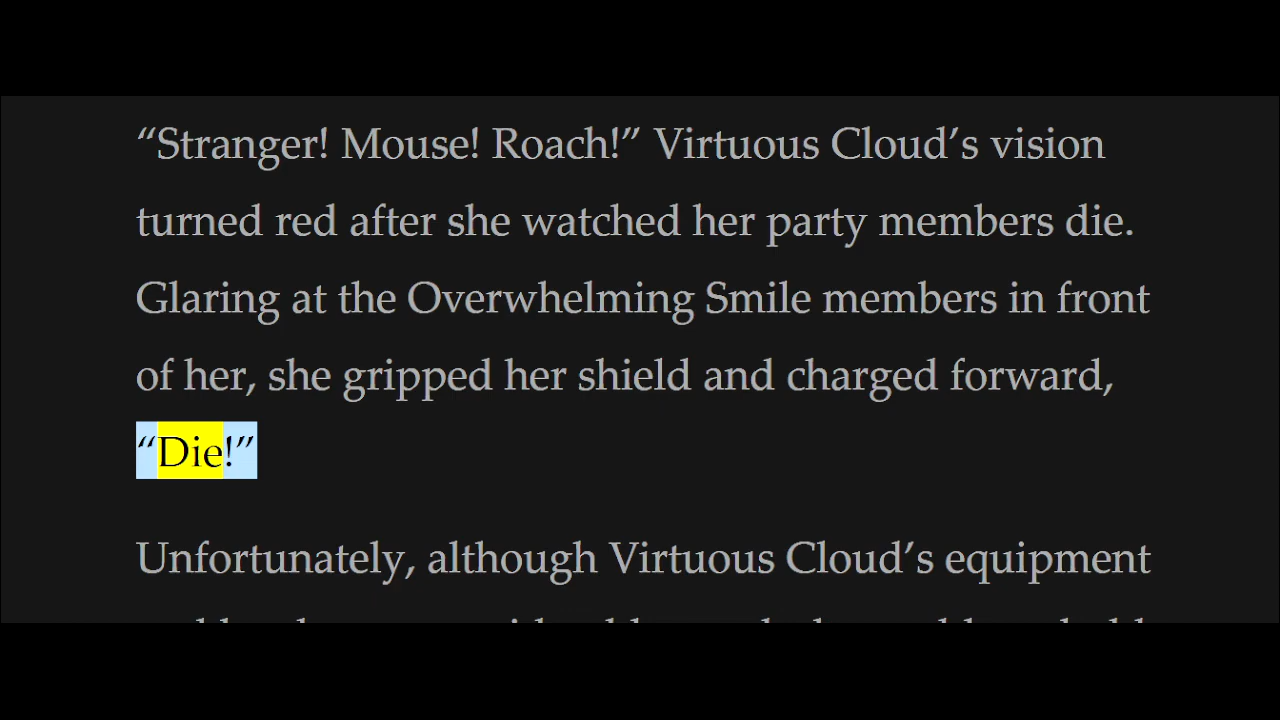 “Stranger! Mouse! Roach!” Virtuous Cloud’s vision
turned red after she watched her party members die.
Glaring at the Overwhelming Smile members in front
of her, she gripped her shield and charged forward,
“Die!”
Unfortunately, although Virtuous Cloud’s equipment